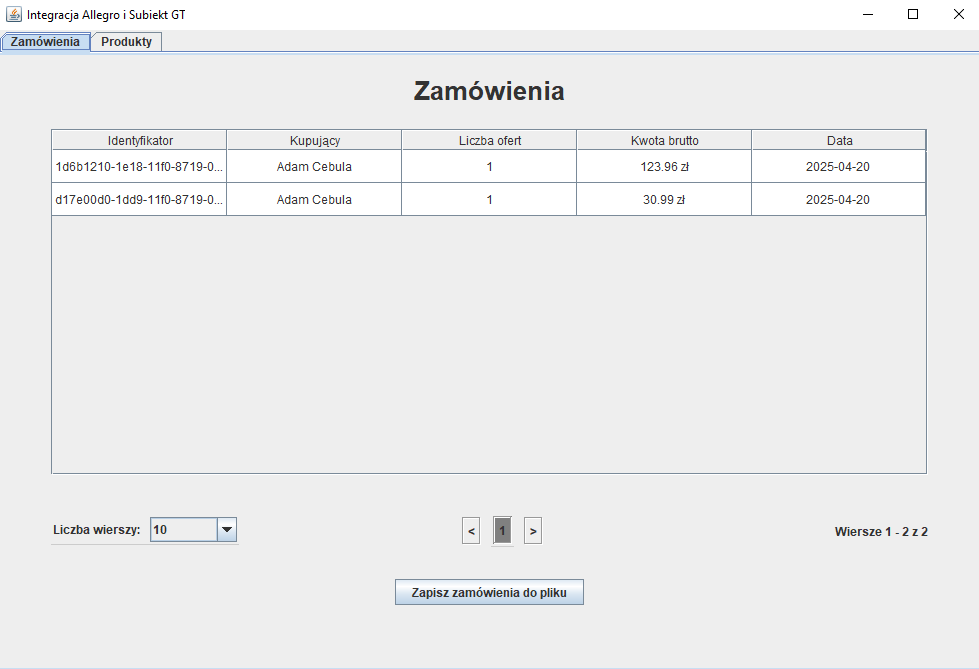 Integracja Allegro i Subiekt GT
Zamówienia Produkty
Zamówienia
Identyfikator Kupujący Liczba ofert Kwota brutto Data
1d6b1210-1e18-11f0-8719-0... Adam Cebula 1 123.96 zł 2025-04-20
d17e00d0-1dd9-11f0-8719-0... Adam Cebula 1 30.99 zł 2025-04-20
Liczba wierszy: 10 < 1 > Wiersze 1 - 2 z 2
Zapisz zamówienia do pliku